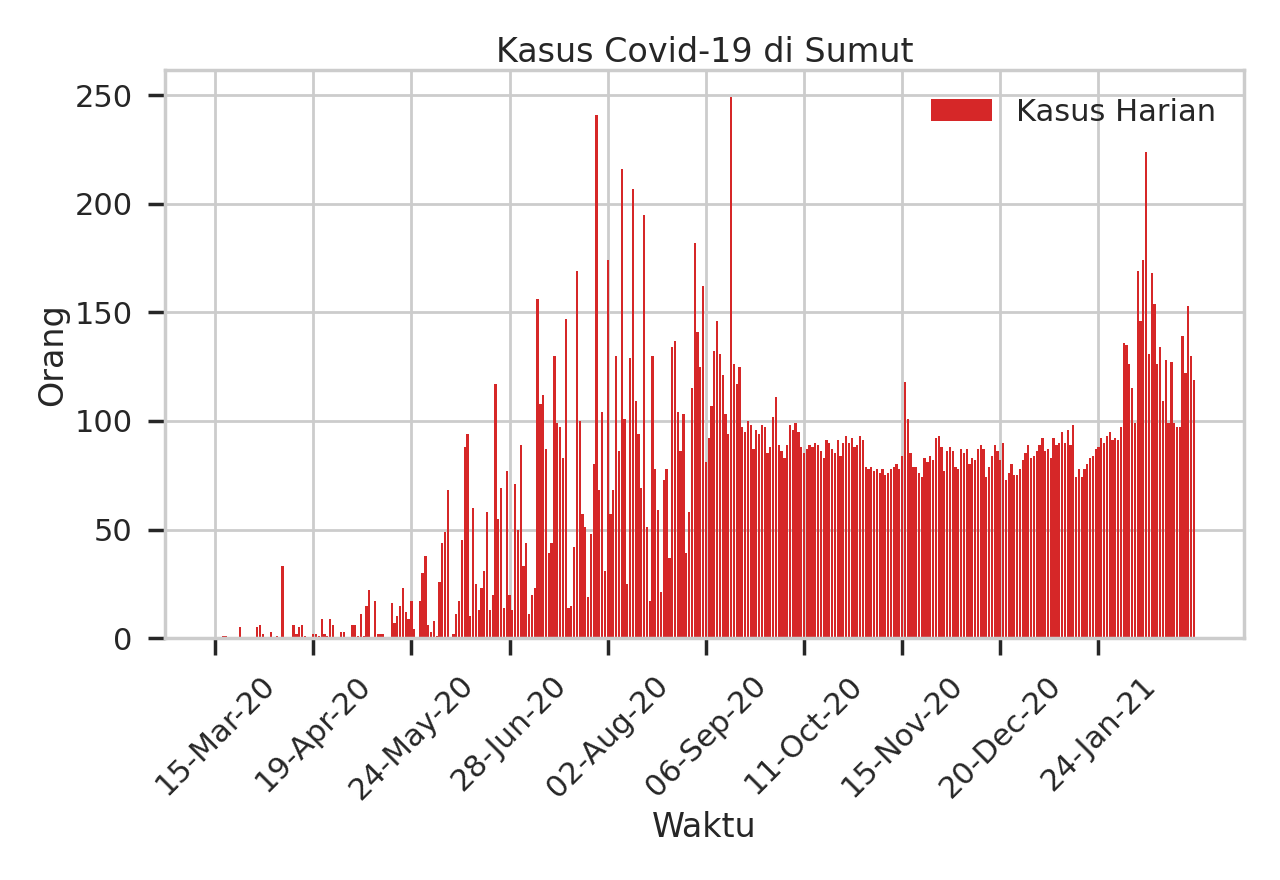 Kasus Covid-19 di Sumut
Kasus Harian
Orang
250
200
150
100
50
0
15-Mar-20
19-Apr-20
24-May-20
28-Jun-20
02-Aug-20
06-Sep-20
11-Oct-20
15-Nov-20
20-Dec-20
24-Jan-21
Waktu